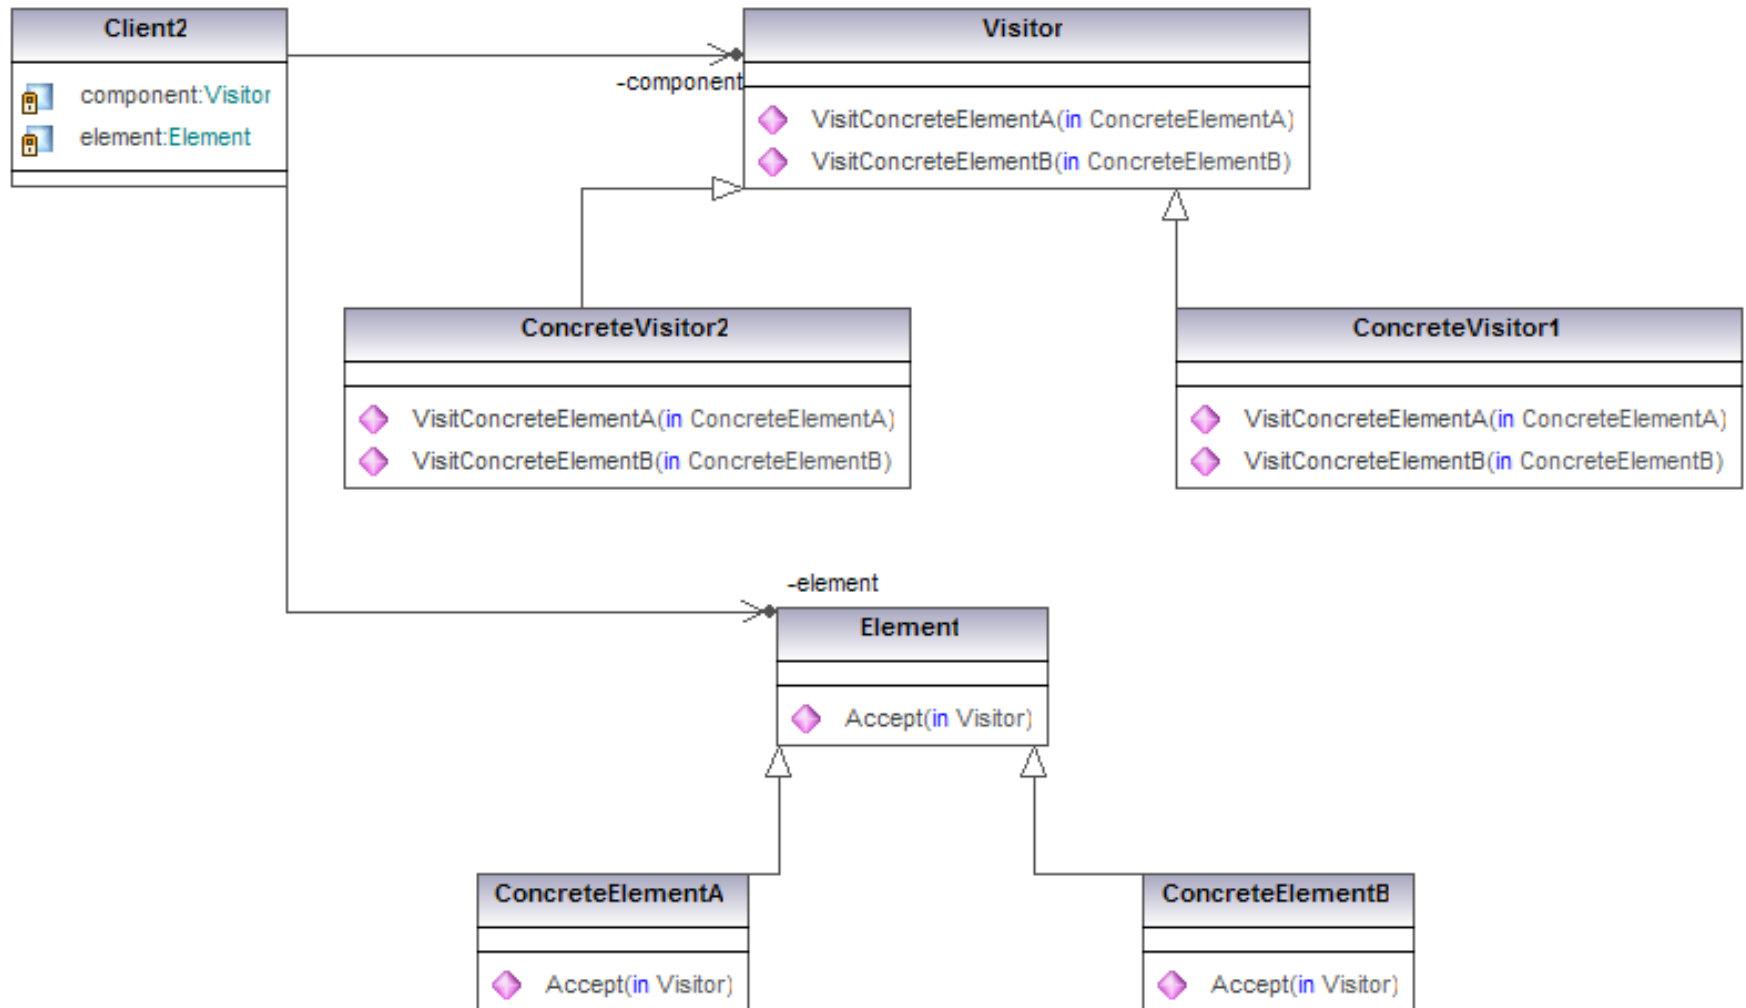 Client2
component:Visitor
element:Element
Visitor
VisitConcreteElementA(in ConcreteElementA)
VisitConcreteElementB(in ConcreteElementB)
-component
ConcreteVisitor2
VisitConcreteElementA(in ConcreteElementA)
VisitConcreteElementB(in ConcreteElementB)
ConcreteVisitor1
VisitConcreteElementA(in ConcreteElementA)
VisitConcreteElementB(in ConcreteElementB)
-element
Element
Accept(in Visitor)
ConcreteElementA
Accept(in Visitor)
ConcreteElementB
Accept(in Visitor)